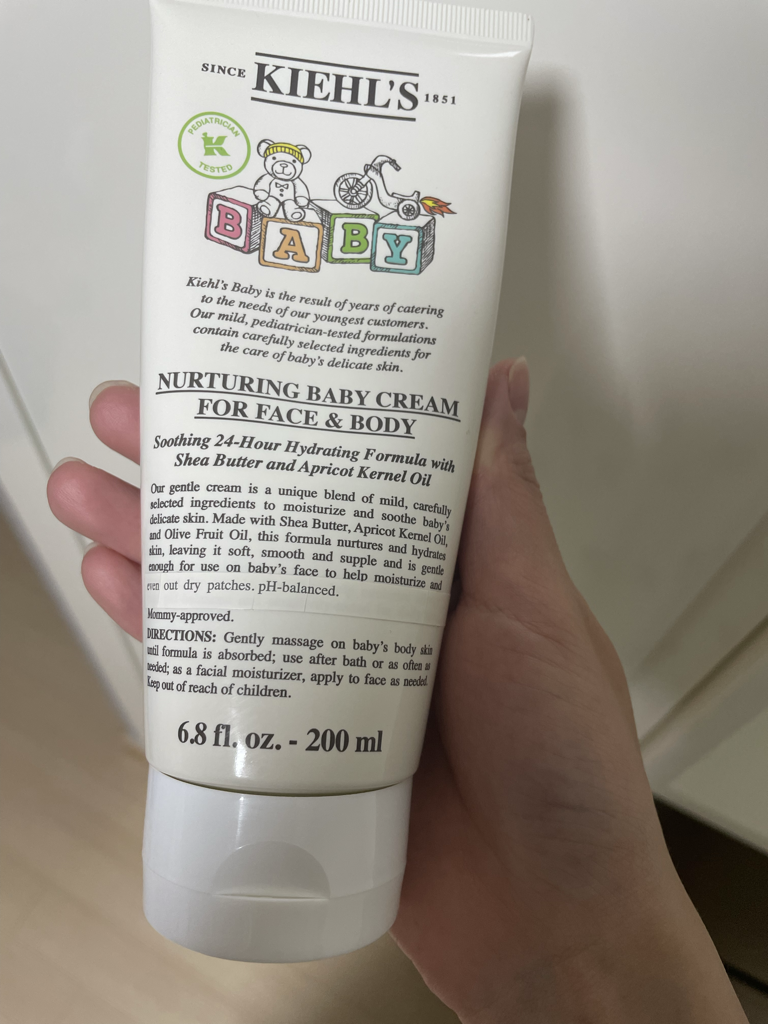 SINCE KIEHL'S 1851
PEDIATRICIAN
K
TESTED
BABY
Kiehl's Baby is the result of years of catering
to the needs of our youngest customers.
Our mild, pediatrician-tested formulations
contain carefully selected ingredients for
the care of baby's delicate skin.
NURTURING BABY CREAM
FOR FACE & BODY
Soothing 24-Hour Hydrating Formula with
Shea Butter and Apricot Kernel Oil
Our gentle cream is a unique blend of mild, carefully
selected ingredients to moisturize and soothe baby's
delicate skin. Made with Shea Butter, Apricot Kernel Oil,
and Olive Fruit Oil, this formula nurtures and hydrates
skin, leaving it soft, smooth and supple and is gentle
enough for use on baby's face to help moisturize and
even out dry patches. pH-balanced.
Mommy-approved.
DIRECTIONS: Gently massage on baby's body skin
until formula is absorbed; use after bath or as often as
needed; as a facial moisturizer, apply to face as needed.
Keep out of reach of children.
6.8 fl. oz. - 200 ml